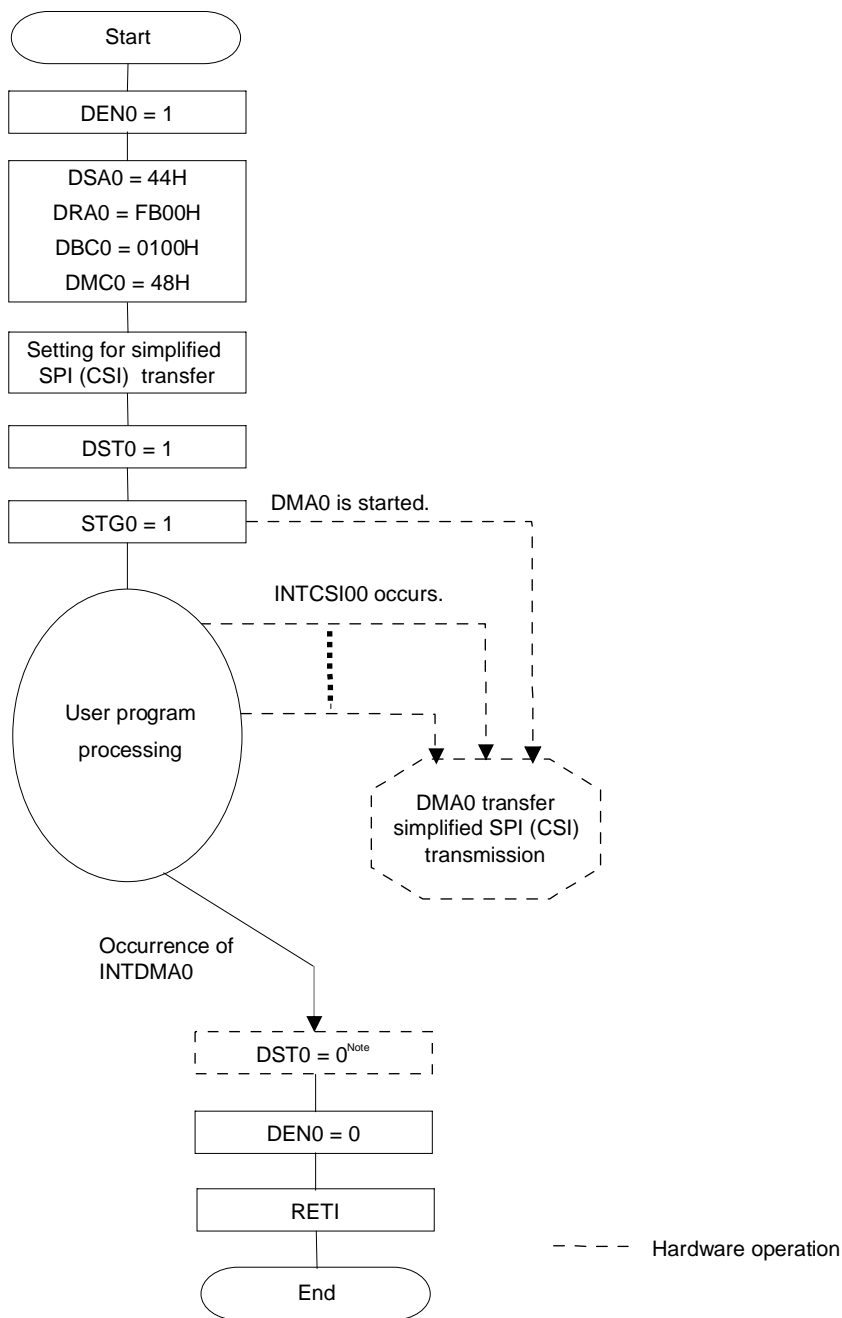 Start
DEN0 = 1
DSA0 = 44H
DRA0 = FB00H
DBC0 = 0100H
DMC0 = 48H
Setting for simplified
SPI (CSI) transfer
DST0 = 1
STG0 = 1
DMA0 is started.
INTCSI00 occurs.
User program
processing
DMA0 transfer
simplified SPI (CSI)
transmission
Occurrence of
INTDMA0
DST0 = 0Note
DEN0 = 0
RETI
Hardware operation
End